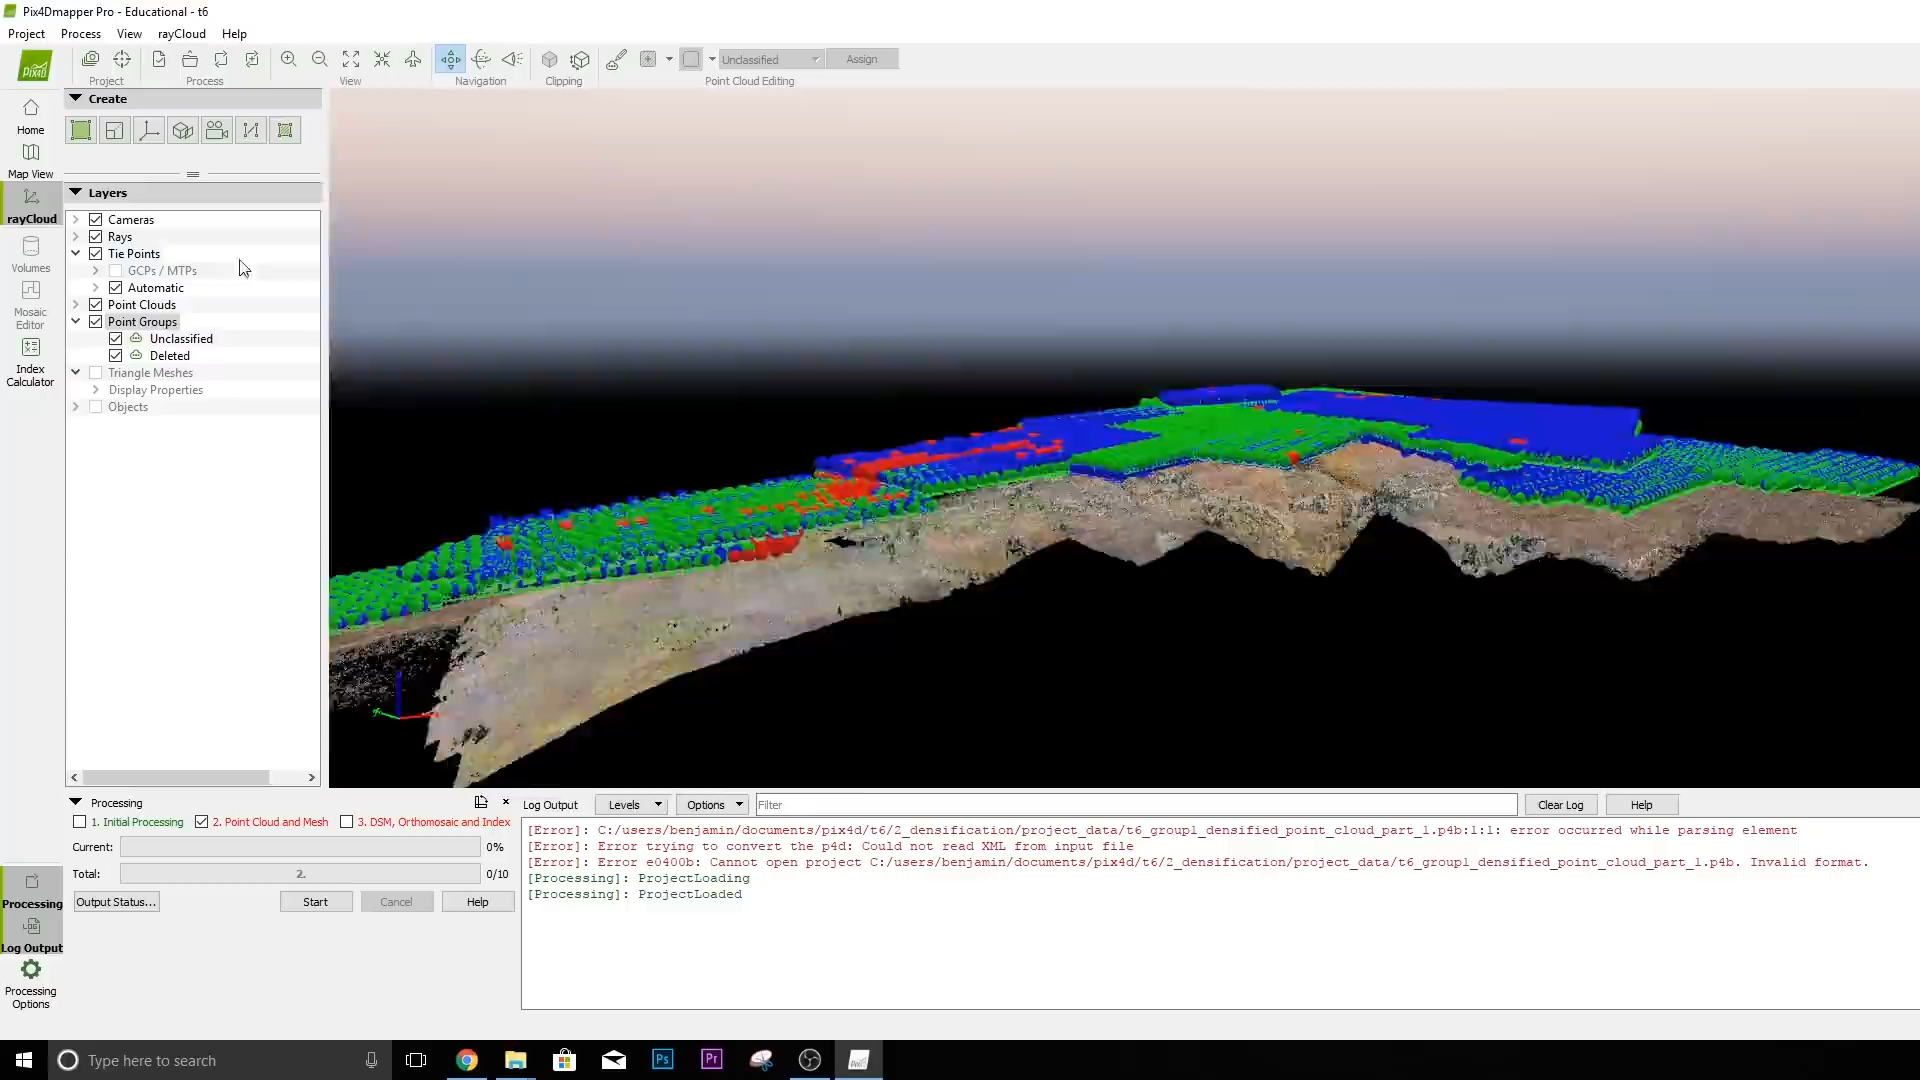 Pix4Dmapper Pro - Educational - t6
Project Process View rayCloud Help
PIX4D
Project Process View Navigation Clipping Point Cloud Editing
Unclassified Assign
Home
Map View
rayCloud
Volumes
Mosaic
Editor
Index
Calculator
Create
Layers
Cameras
Rays
Tie Points
GCPs / MTPs
Automatic
Point Clouds
Point Groups
Unclassified
Deleted
Triangle Meshes
Display Properties
Objects
Processing
1. Initial Processing 2. Point Cloud and Mesh 3. DSM, Orthomosaic and Index
Current: 0%
Total: 2. 0/10
Output Status... Start Cancel Help
Processing
Log Output
Processing
Options
Log Output Levels Options Filter Clear Log Help
[Error]: C:/users/benjamin/documents/pix4d/t6/2_densification/project_data/t6_group1_densified_point_cloud_part_1.p4b:1:1: error occurred while parsing element
[Error]: Error trying to convert the p4d: Could not read XML from input file
[Error]: Error e0400b: Cannot open project C:/users/benjamin/documents/pix4d/t6/2_densification/project_data/t6_group1_densified_point_cloud_part_1.p4b. Invalid format.
[Processing]: ProjectLoading
[Processing]: ProjectLoaded
Type here to search
Ps
Pr